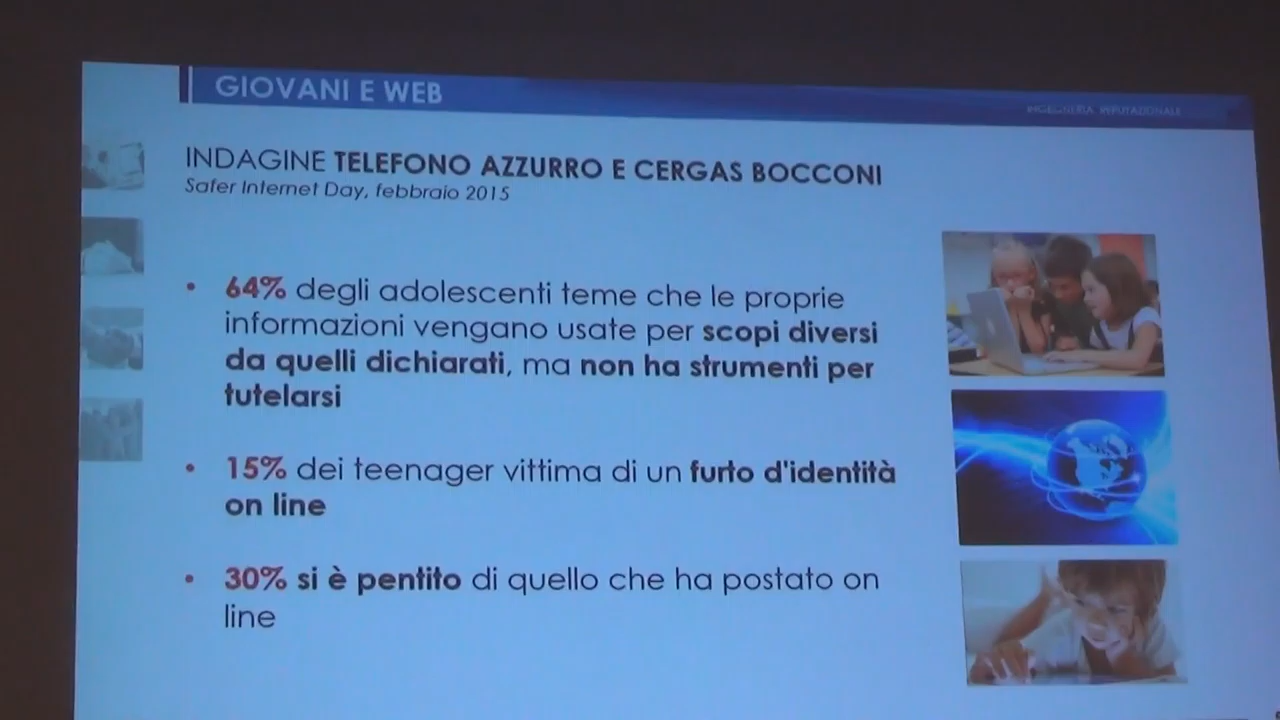 GIOVANI E WEB
INGEGNERIA REPUTAZIONALE
INDAGINE TELEFONO AZZURRO E CERGAS BOCCONI
Safer Internet Day, febbraio 2015
• 64% degli adolescenti teme che le proprie
informazioni vengano usate per scopi diversi
da quelli dichiarati, ma non ha strumenti per
tutelarsi
• 15% dei teenager vittima di un furto d'identità
on line
• 30% si è pentito di quello che ha postato on
line